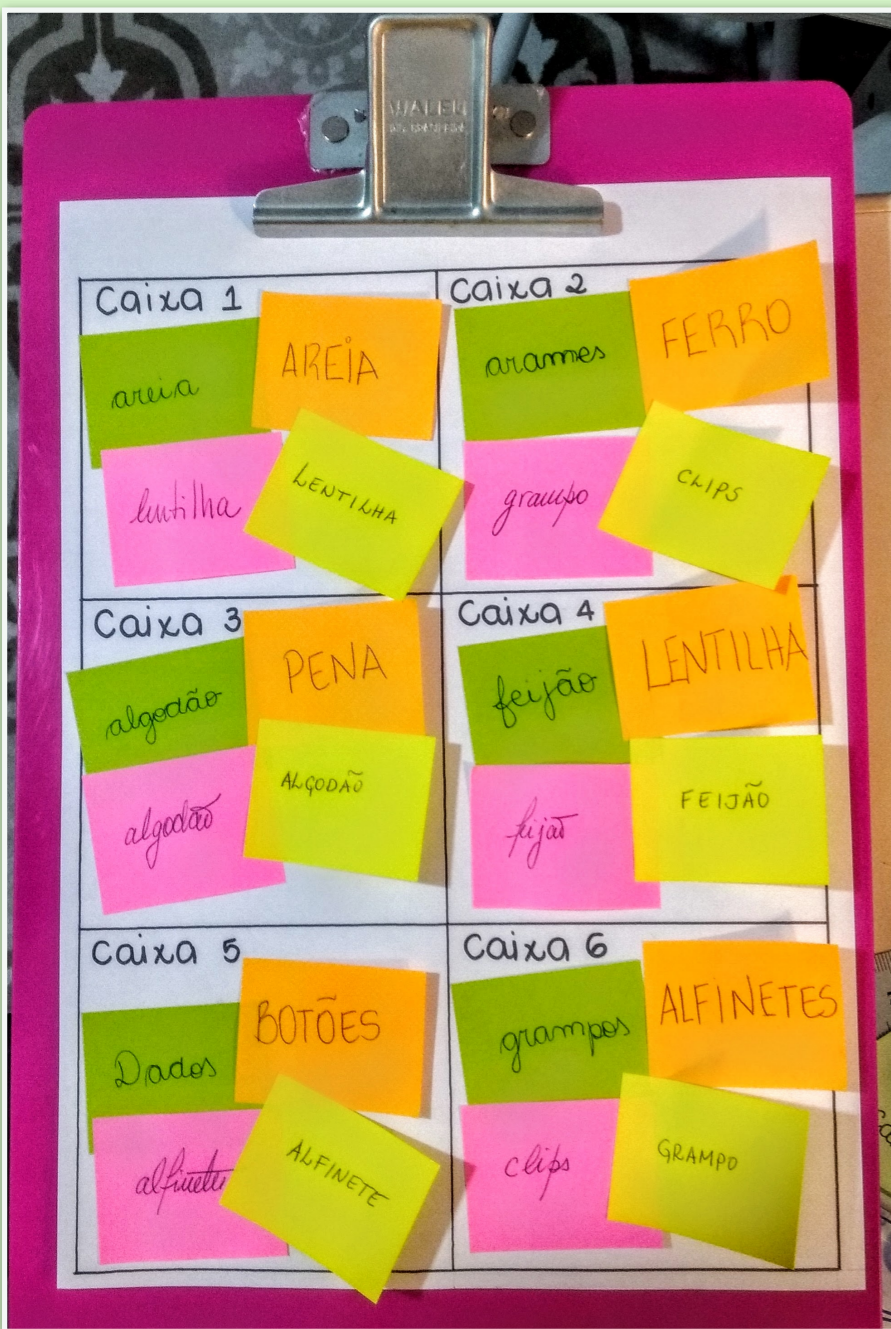 WALEU
Caixa 1
areia
AREIA
lentilha
LENTILHA
Caixa 2
arames
FERRO
grampo
CLIPS
Caixa 3
algodão
PENA
algodão
ALGODÃO
Caixa 4
feijão
LENTILHA
feijão
FEIJÃO
Caixa 5
Dados
BOTÕES
alfinete
ALFINETE
Caixa 6
grampos
ALFINETES
clips
GRAMPO